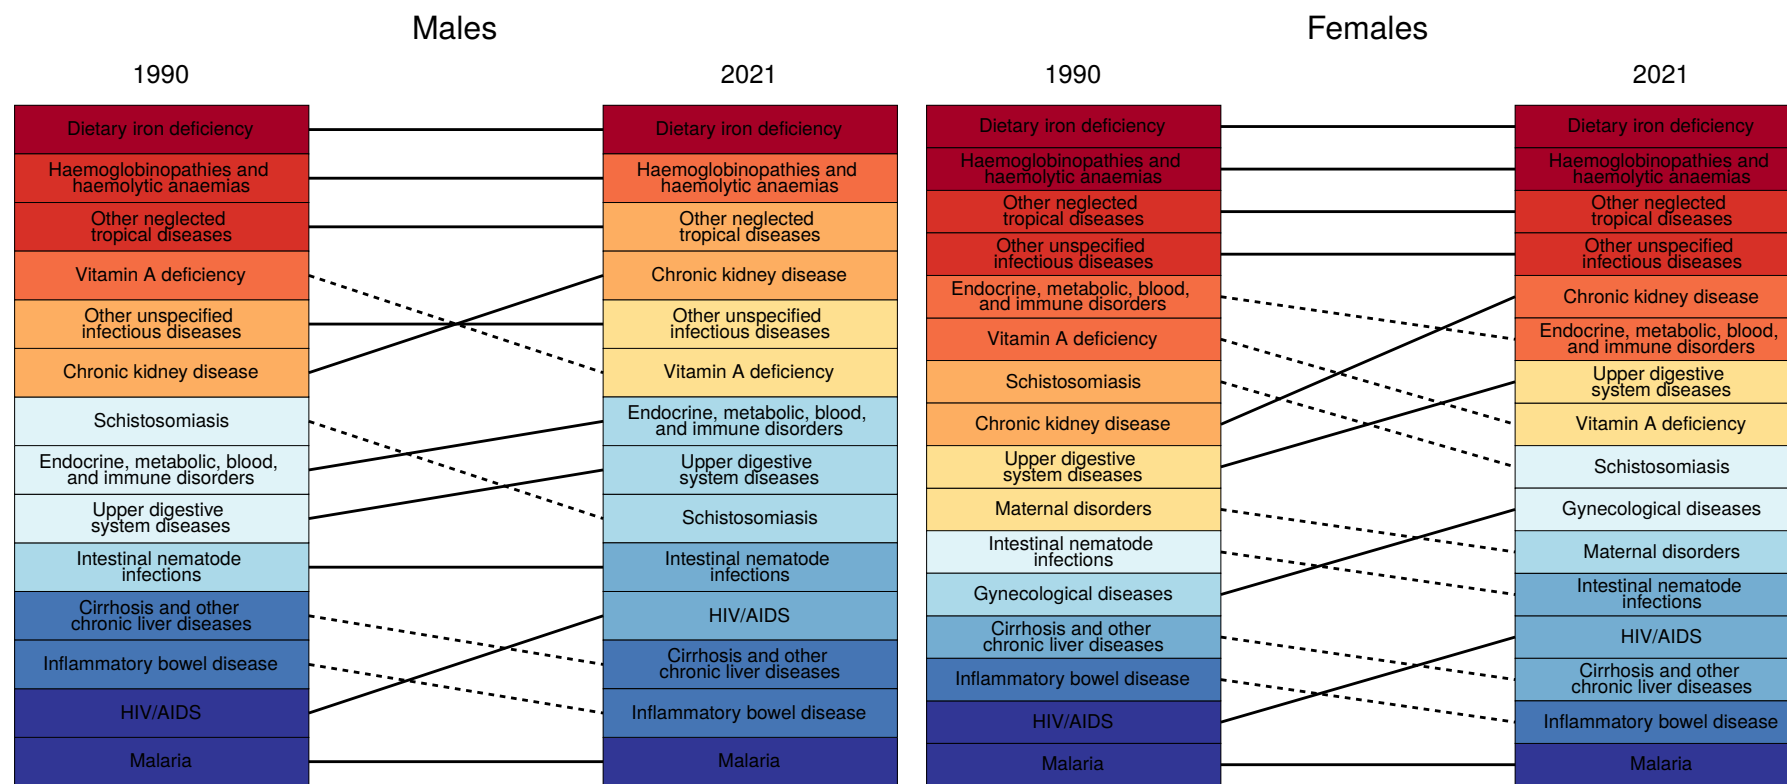 Males
1990
2021
Dietary iron deficiency
Haemoglobinopathies and
haemolytic anaemias
Other neglected
tropical diseases
Vitamin A deficiency
Other unspecified
infectious diseases
Chronic kidney disease
Schistosomiasis
Endocrine, metabolic, blood,
and immune disorders
Upper digestive
system diseases
Intestinal nematode
infections
Cirrhosis and other
chronic liver diseases
Inflammatory bowel disease
HIV/AIDS
Malaria
Dietary iron deficiency
Haemoglobinopathies and
haemolytic anaemias
Other neglected
tropical diseases
Chronic kidney disease
Other unspecified
infectious diseases
Vitamin A deficiency
Endocrine, metabolic, blood,
and immune disorders
Upper digestive
system diseases
Schistosomiasis
Intestinal nematode
infections
HIV/AIDS
Cirrhosis and other
chronic liver diseases
Inflammatory bowel disease
Malaria
Females
1990
2021
Dietary iron deficiency
Haemoglobinopathies and
haemolytic anaemias
Other neglected
tropical diseases
Other unspecified
infectious diseases
Endocrine, metabolic, blood,
and immune disorders
Vitamin A deficiency
Schistosomiasis
Chronic kidney disease
Upper digestive
system diseases
Maternal disorders
Intestinal nematode
infections
Gynecological diseases
Cirrhosis and other
chronic liver diseases
Inflammatory bowel disease
HIV/AIDS
Malaria
Dietary iron deficiency
Haemoglobinopathies and
haemolytic anaemias
Other neglected
tropical diseases
Other unspecified
infectious diseases
Chronic kidney disease
Endocrine, metabolic, blood,
and immune disorders
Upper digestive
system diseases
Vitamin A deficiency
Schistosomiasis
Gynecological diseases
Maternal disorders
Intestinal nematode
infections
HIV/AIDS
Cirrhosis and other
chronic liver diseases
Inflammatory bowel disease
Malaria